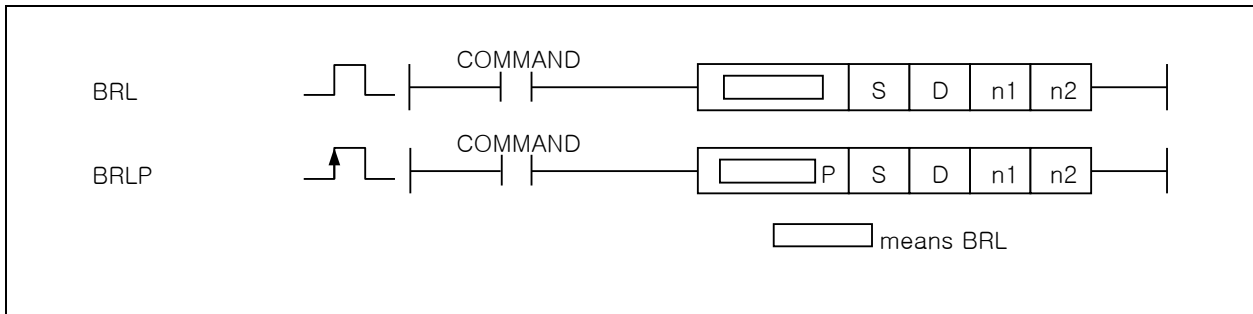 COMMAND
BRL S D n1 n2
COMMAND
BRLP P S D n1 n2
means BRL